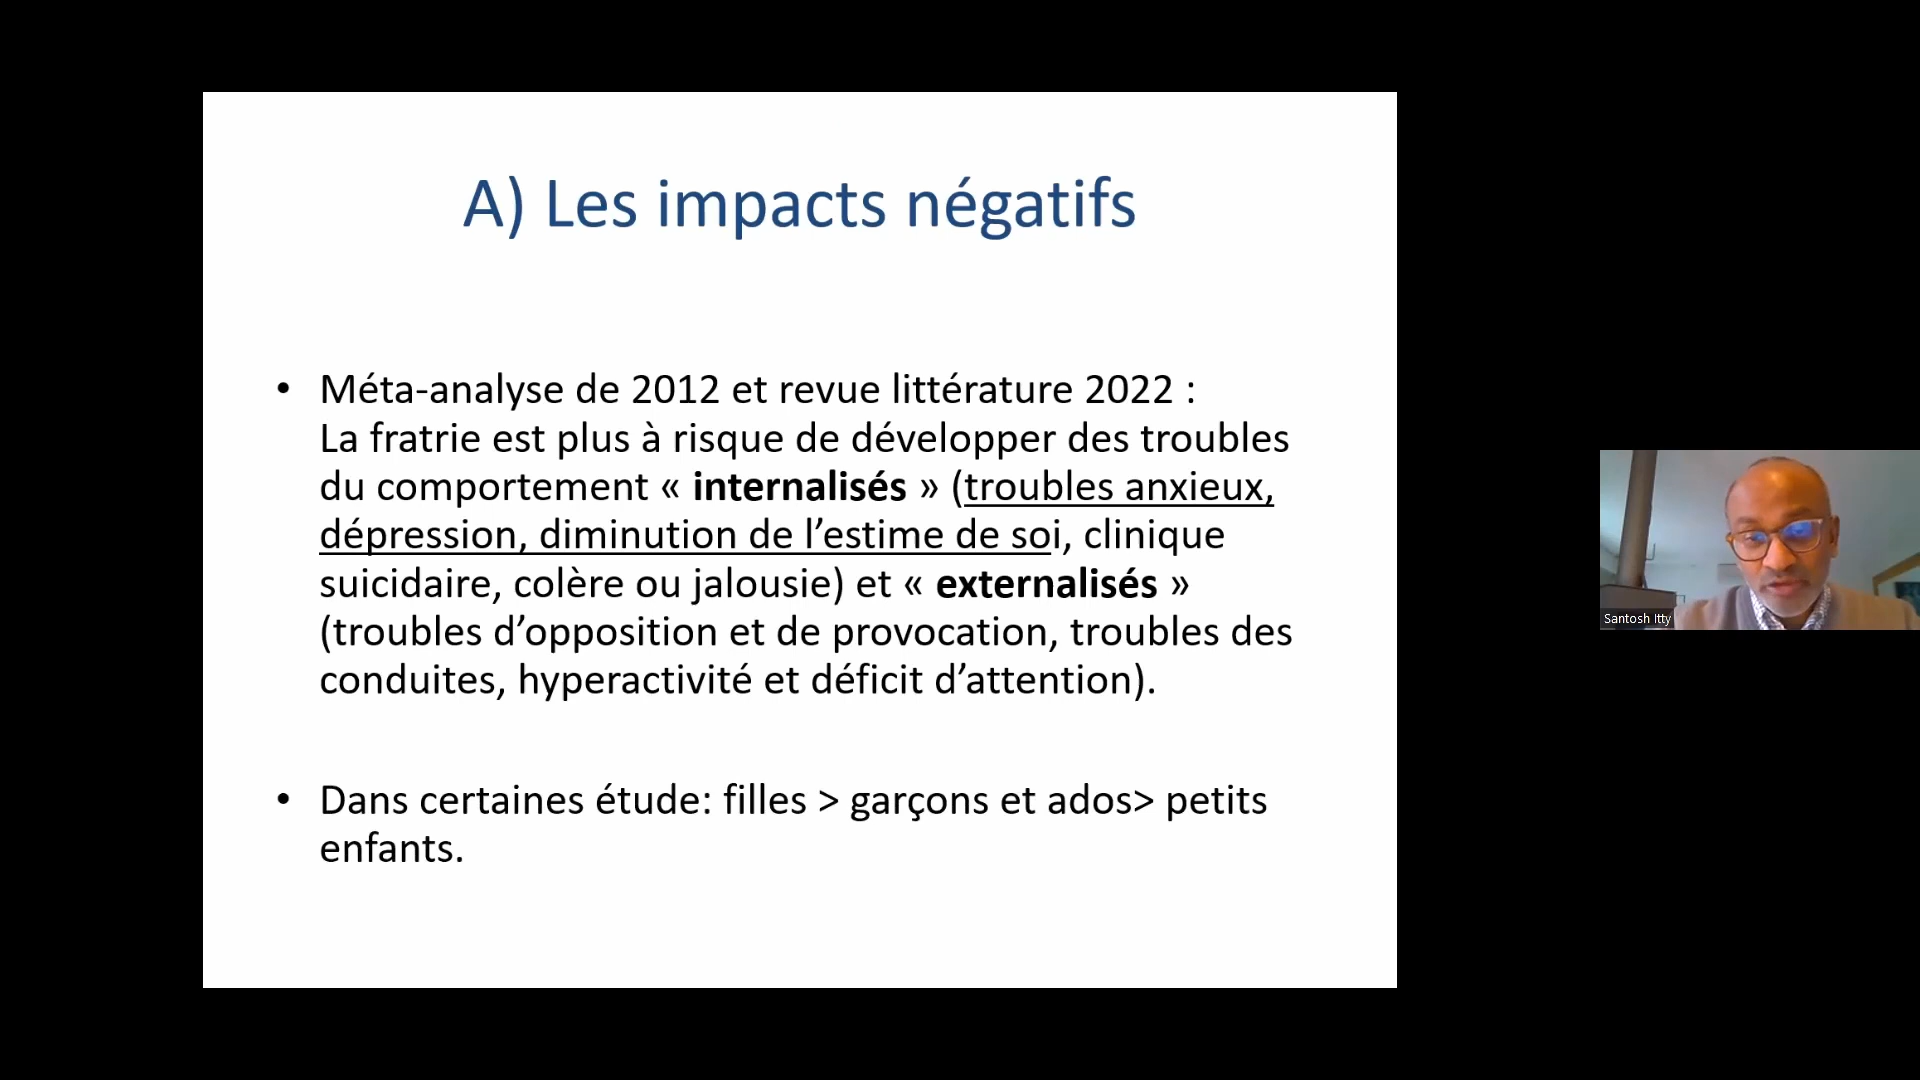 A) Les impacts négatifs
• Méta-analyse de 2012 et revue littérature 2022 :
La fratrie est plus à risque de développer des troubles
du comportement « internalisés » (troubles anxieux,
dépression, diminution de l’estime de soi, clinique
suicidaire, colère ou jalousie) et « externalisés »
(troubles d’opposition et de provocation, troubles des
conduites, hyperactivité et déficit d’attention).
• Dans certaines étude: filles > garçons et ados> petits
enfants.
Santosh Itty